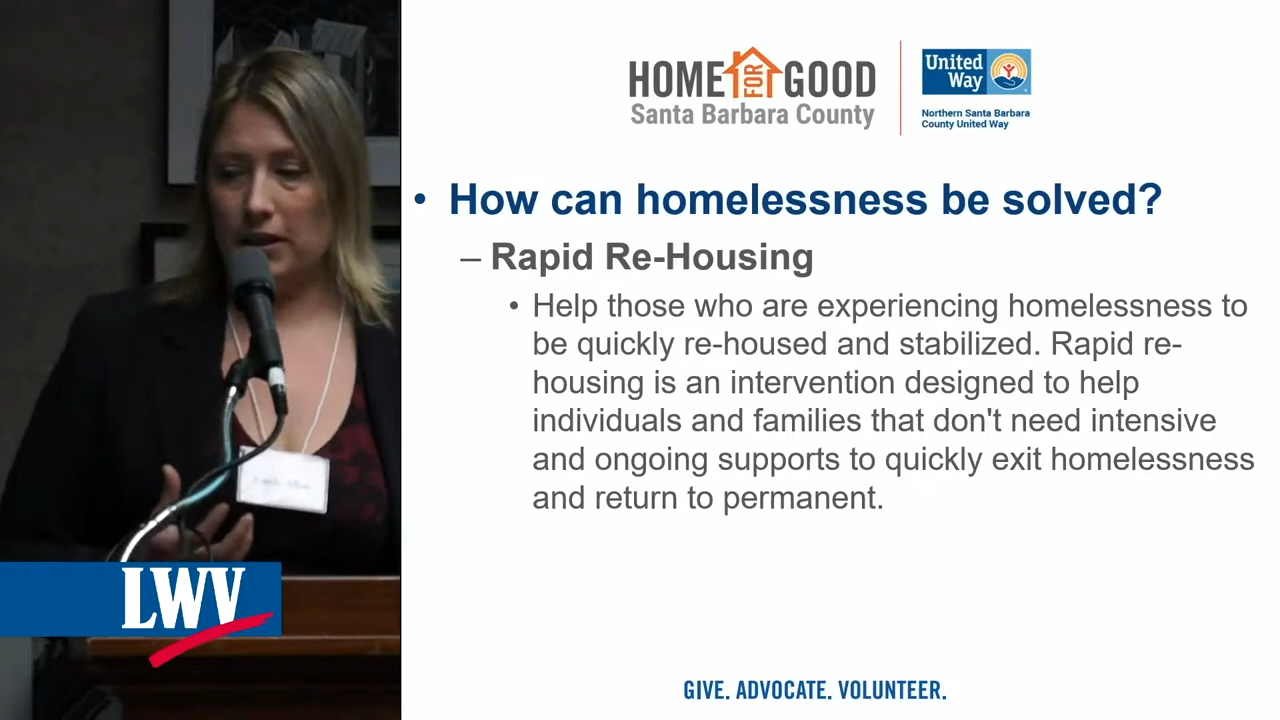 HOME FOR GOOD
Santa Barbara County
United
Way
Northern Santa Barbara
County United Way
• How can homelessness be solved?
– Rapid Re-Housing
• Help those who are experiencing homelessness to
be quickly re-housed and stabilized. Rapid re-
housing is an intervention designed to help
individuals and families that don't need intensive
and ongoing supports to quickly exit homelessness
and return to permanent.
LWV
GIVE. ADVOCATE. VOLUNTEER.